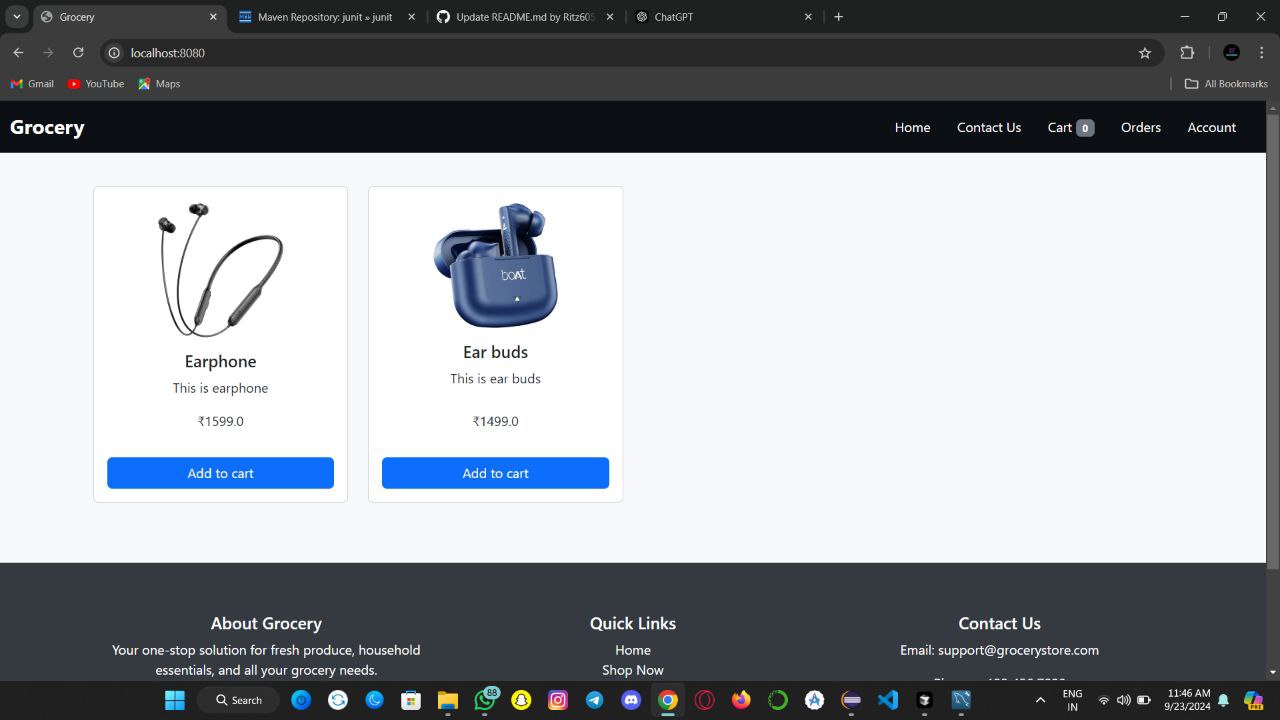 Grocery
Maven Repository: junit » junit
Update README.md by Ritz605
ChatGPT
localhost:8080
Gmail
YouTube
Maps
All Bookmarks
Grocery
Home
Contact Us
Cart 0
Orders
Account
boAt
Earphone
This is earphone
₹1599.0
Add to cart
Ear buds
This is ear buds
₹1499.0
Add to cart
About Grocery
Your one-stop solution for fresh produce, household
essentials, and all your grocery needs.
Quick Links
Home
Shop Now
Contact Us
Email: support@grocerystore.com
Search
88
ENG
IN
11:46 AM
9/23/2024